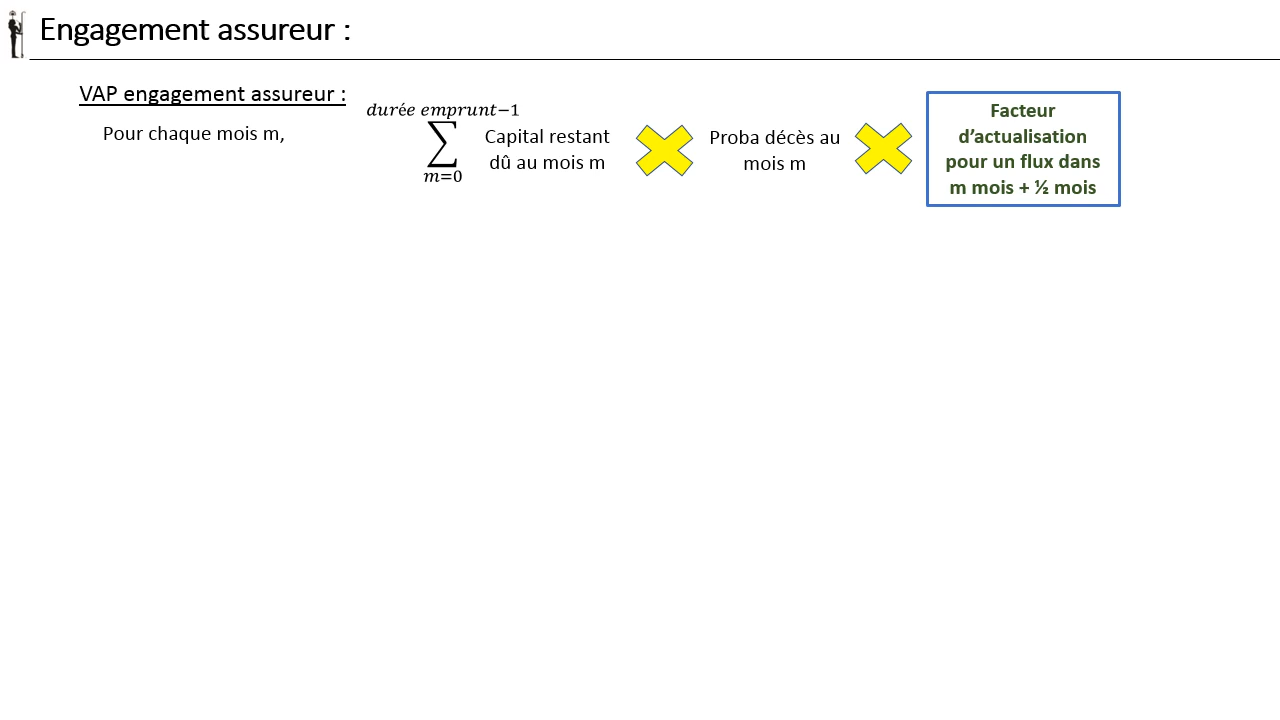 Engagement assureur :
VAP engagement assureur :
Pour chaque mois m,
durée emprunt−1
∑
m=0
Capital restant
dû au mois m
Proba décès au
mois m
Facteur
d’actualisation
pour un flux dans
m mois + ½ mois